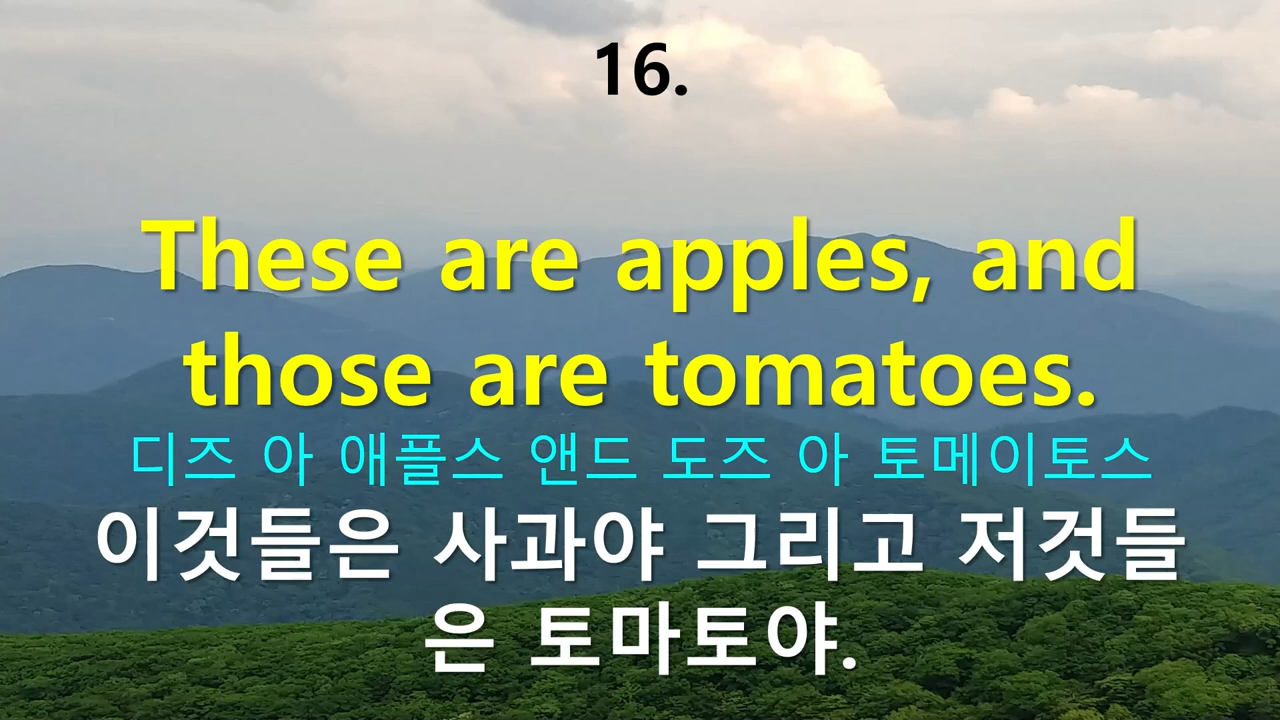 16.
These are apples, and
those are tomatoes.
디즈 아 애플스 앤드 도즈 아 토메이토스
이것들은 사과야 그리고 저것들
은 토마토야.